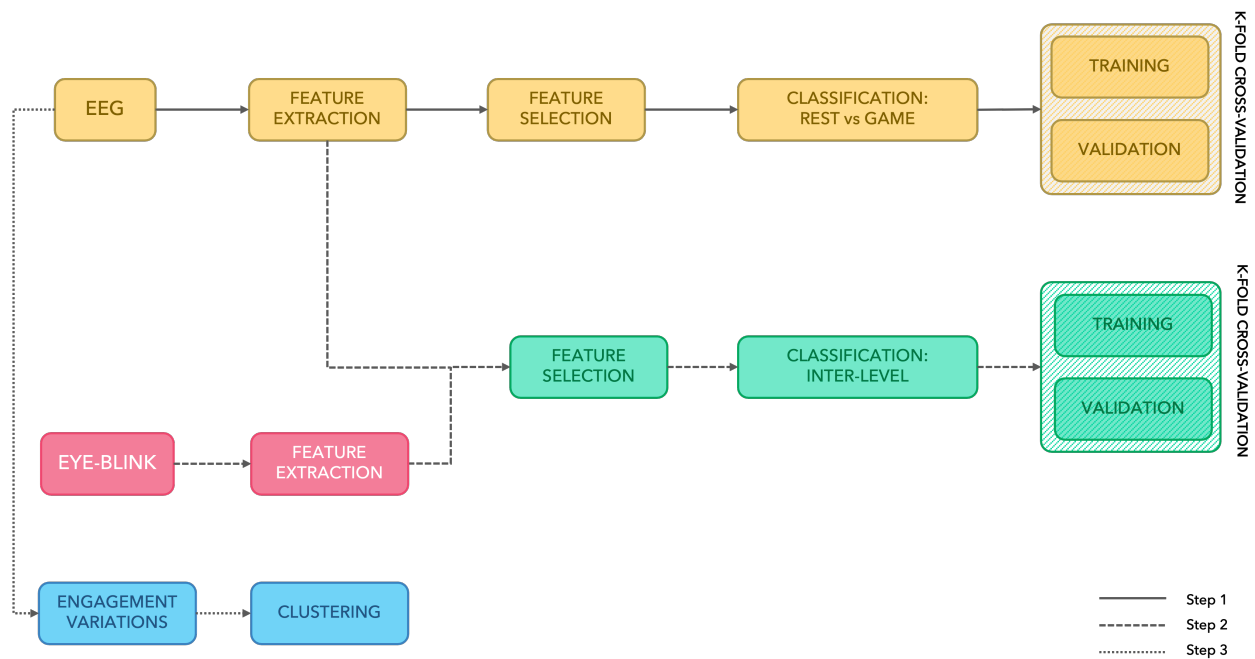 EEG
FEATURE
EXTRACTION
FEATURE
SELECTION
CLASSIFICATION:
REST vs GAME
TRAINING
VALIDATION
K-FOLD CROSS-VALIDATION
FEATURE
SELECTION
CLASSIFICATION:
INTER-LEVEL
TRAINING
VALIDATION
K-FOLD CROSS-VALIDATION
EYE-BLINK
FEATURE
EXTRACTION
ENGAGEMENT
VARIATIONS
CLUSTERING
Step 1
Step 2
Step 3